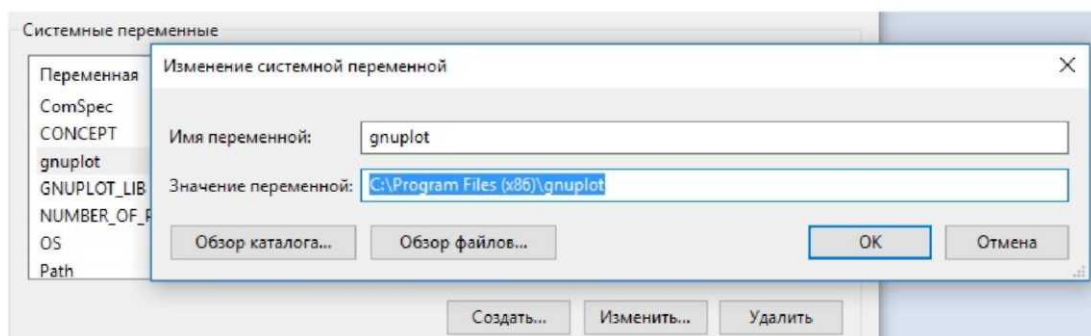 Системные переменные
Изменение системной переменной
Переменная
ComSpec
CONCEPT
Имя переменной: gnuplot
gnuplot
Значение переменной: C:\Program Files (x86)\gnuplot
GNUPLOT_LIB
NUMBER_OF_
OS
Обзор каталога... Обзор файлов... OK Отмена
Path
Создать... Изменить... Удалить